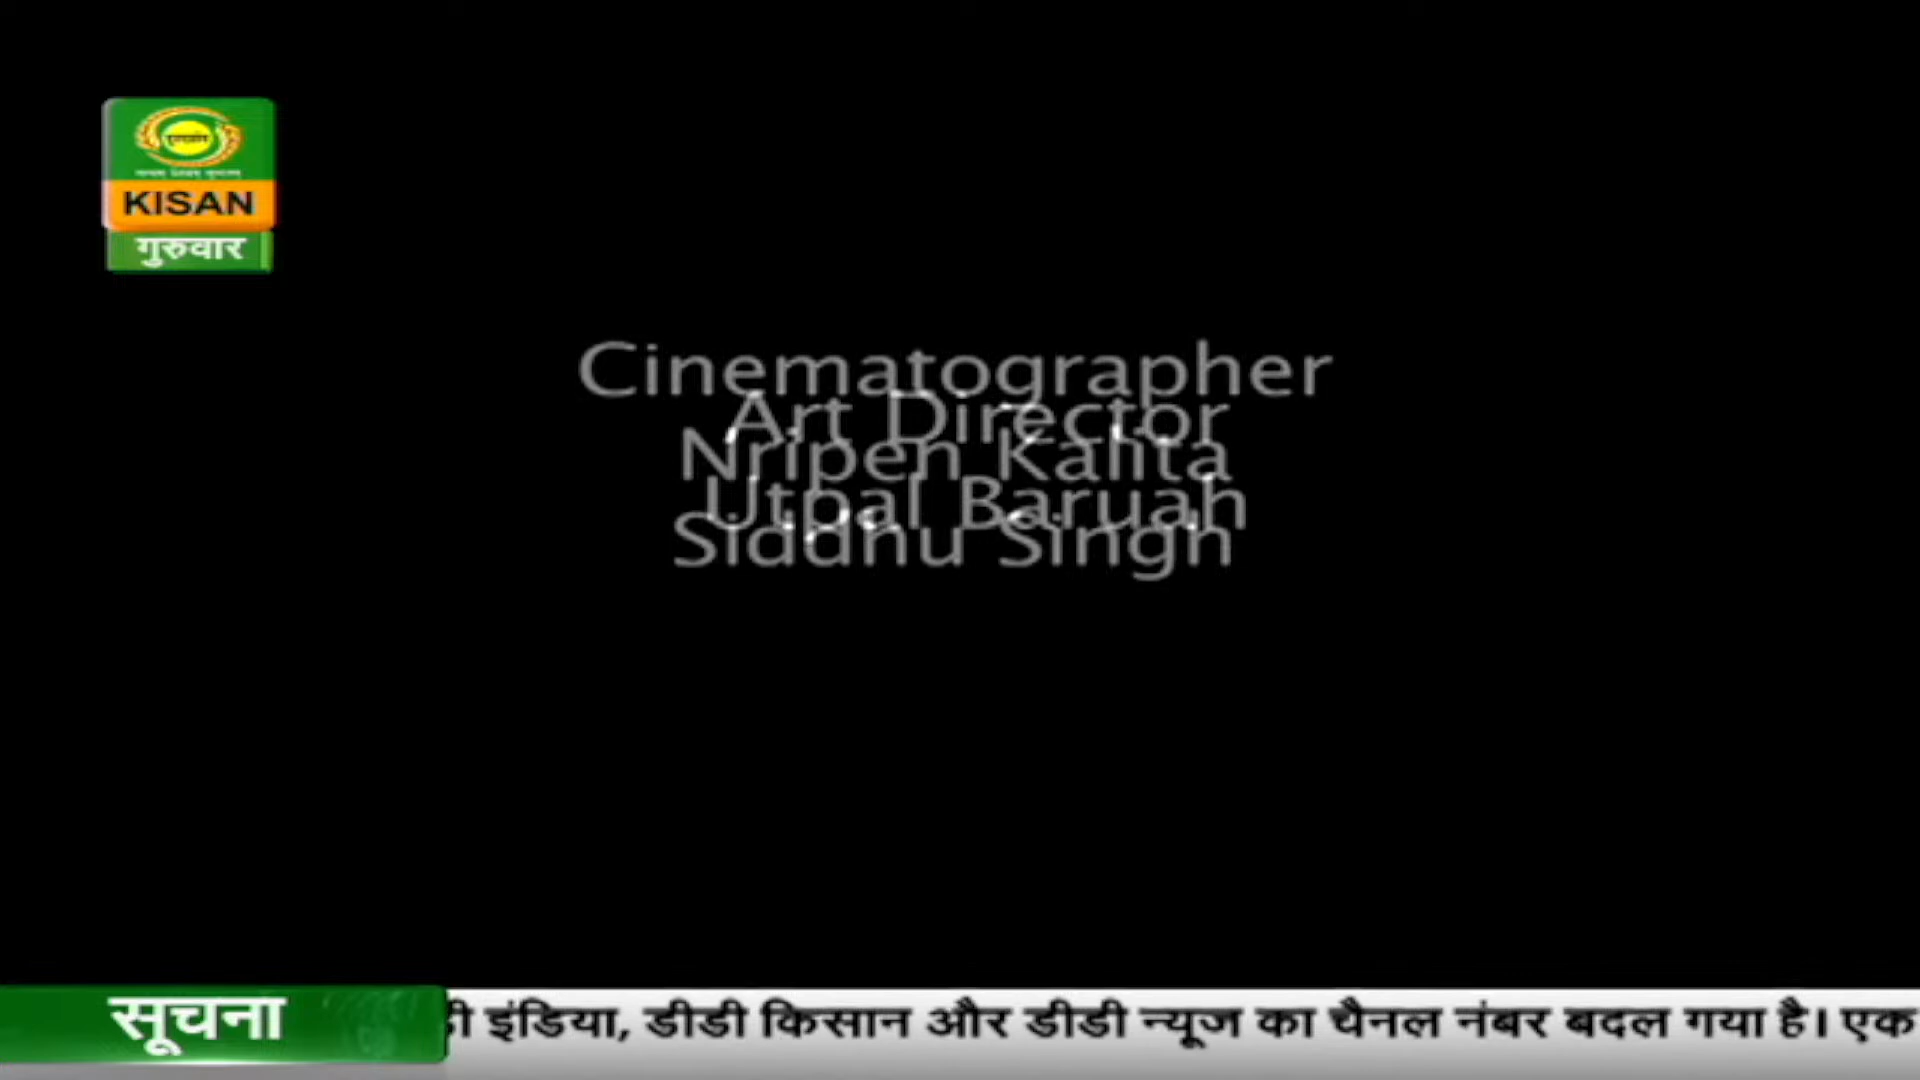 KISAN
गुरुवार
Cinematographer
Art Director
Nripen Kalita
Utpal Baruah
Siddhu Singh
सूचना
ी इंडिया, डीडी किसान और डीडी न्यूज का चैनल नंबर बदल गया है। एक